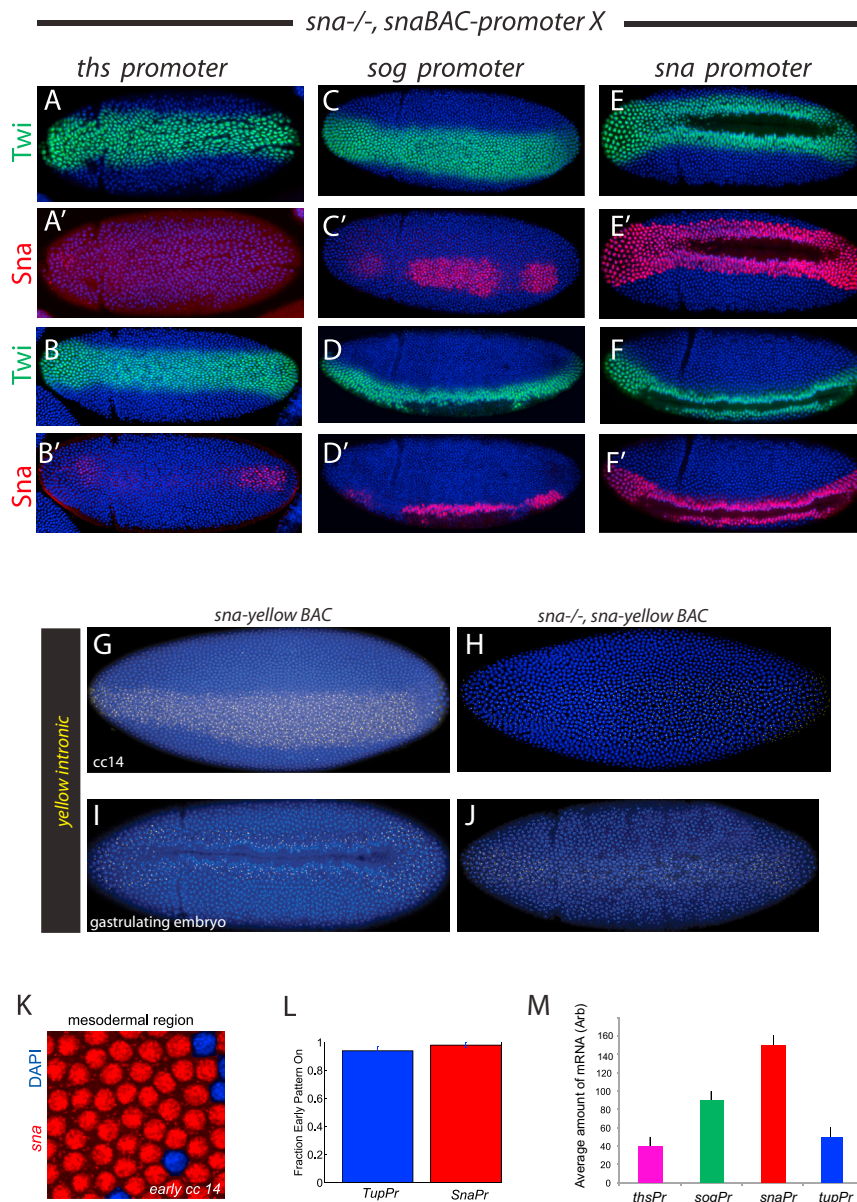 sna-/-, snaBAC-promoter X
ths promoter
sog promoter
sna promoter
Twi
A
C
E
Sna
A'
C'
E'
Twi
B
D
F
Sna
B'
D'
F'
sna-yellow BAC
sna-/-, sna-yellow BAC
yellow intronic
G
cc14
H
I
gastrulating embryo
J
K
mesodermal region
sna
DAPI
early cc 14
L
Fraction Early Pattern On
1
0.8
0.6
0.4
0.2
0
TupPr
SnaPr
M
Average amount of mRNA (Arb)
160
140
120
100
80
60
40
20
0
thsPr
sogPr
snaPr
tupPr